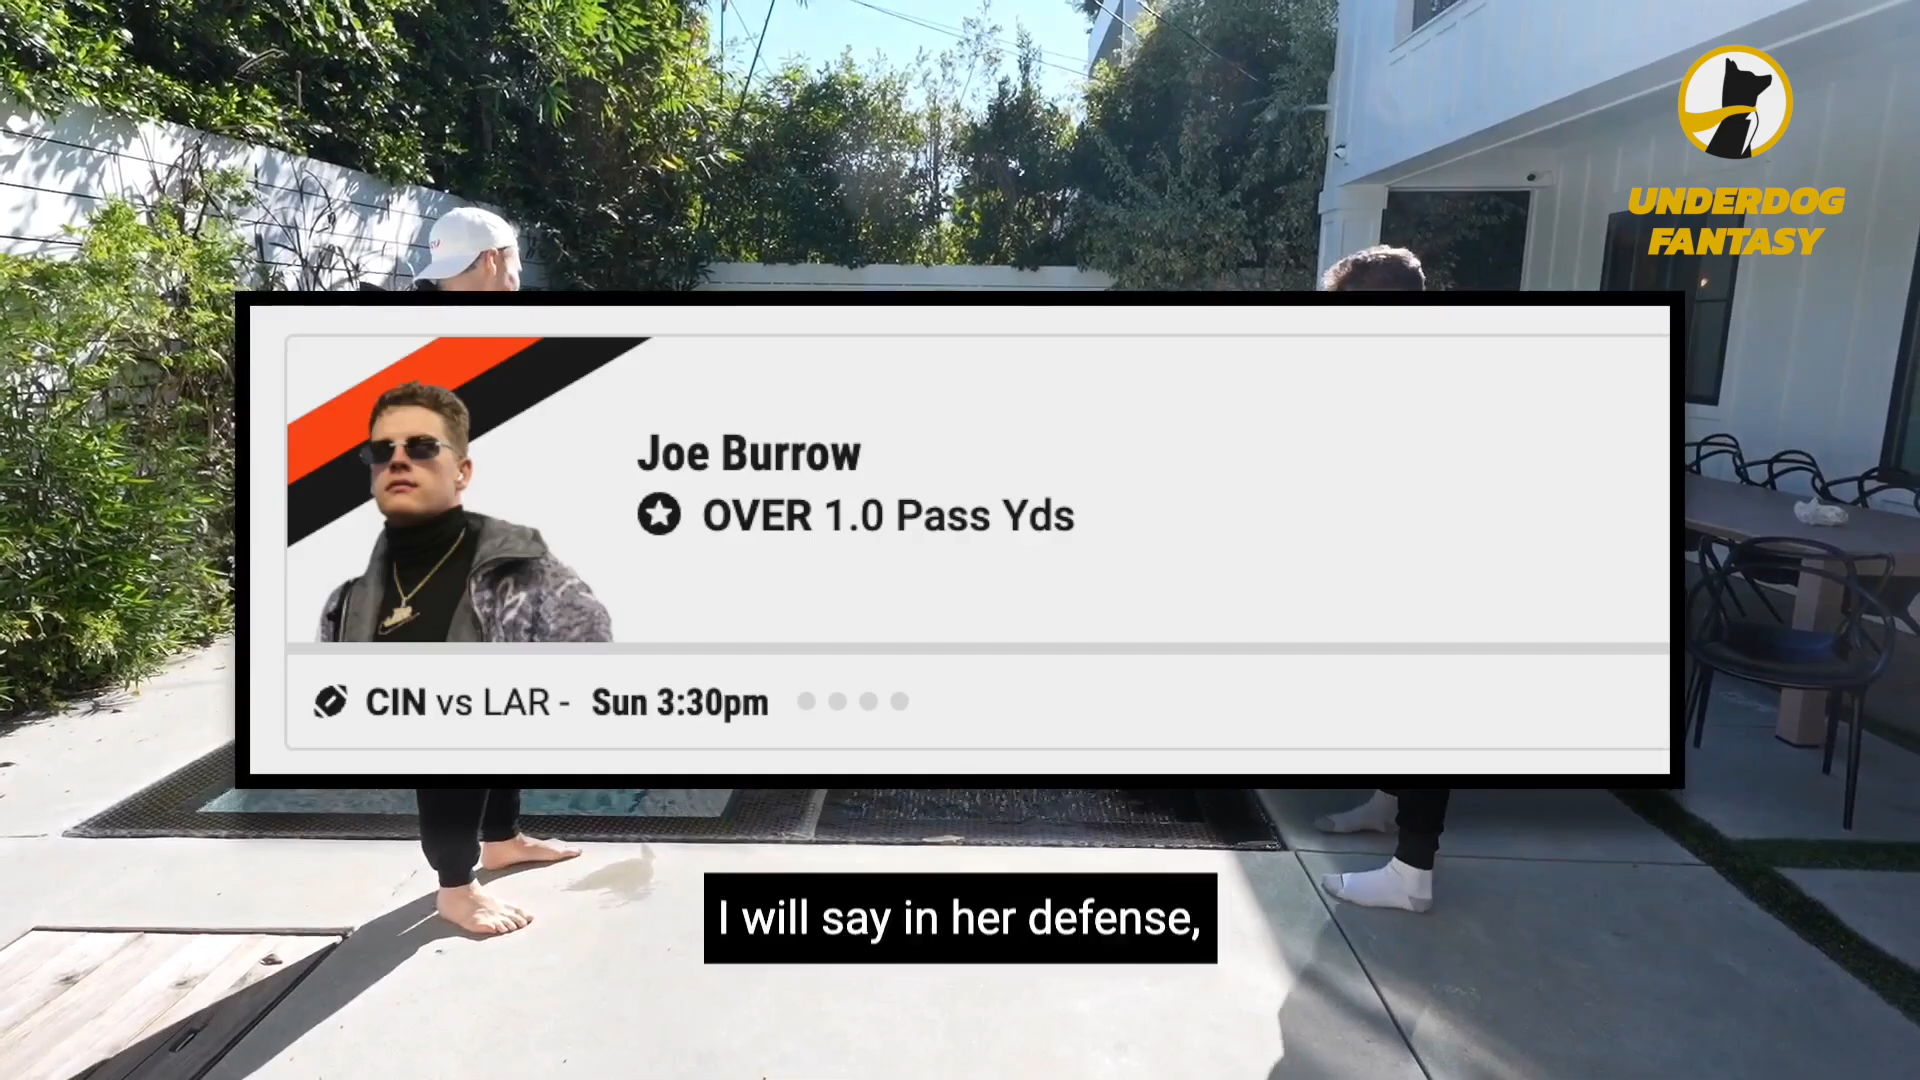 UNDERDOG
FANTASY
Joe Burrow
OVER 1.0 Pass Yds
CIN vs LAR - Sun 3:30pm
I will say in her defense,